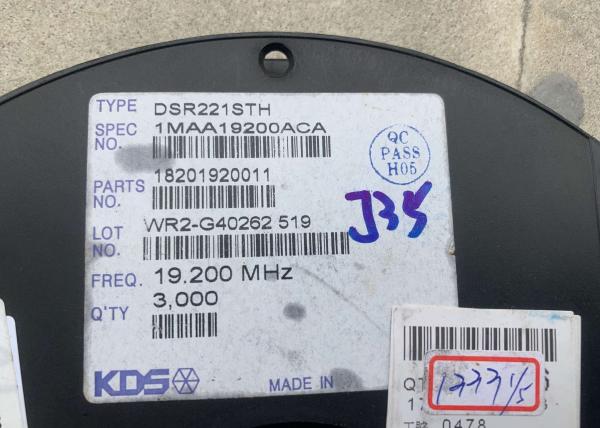 TYPE DSR221STH
SPEC NO. 1MAA19200ACA
QC PASS H05
PARTS NO. 18201920011
J35
LOT NO. WR2-G40262 519
FREQ. 19.200 MHz
Q'TY 3,000
KDS MADE IN
0478